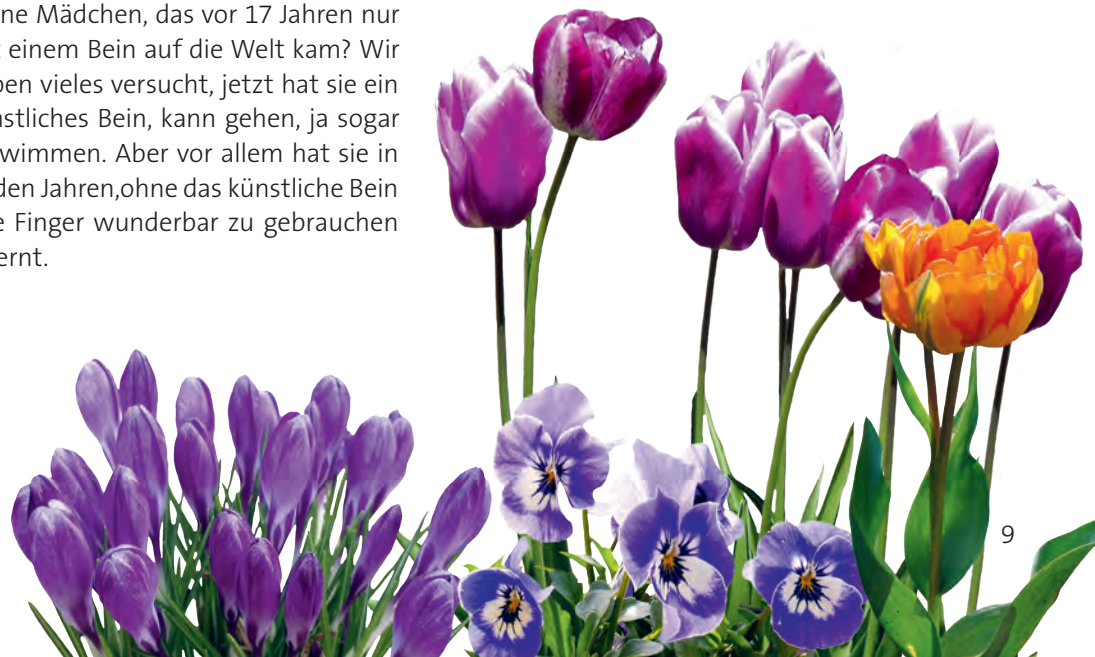 ne Mädchen, das vor 17 Jahren nur
einem Bein auf die Welt kam? Wir
en vieles versucht, jetzt hat sie ein
stliches Bein, kann gehen, ja sogar
wimmen. Aber vor allem hat sie in
den Jahren,ohne das künstliche Bein
e Finger wunderbar zu gebrauchen
ernt.
9